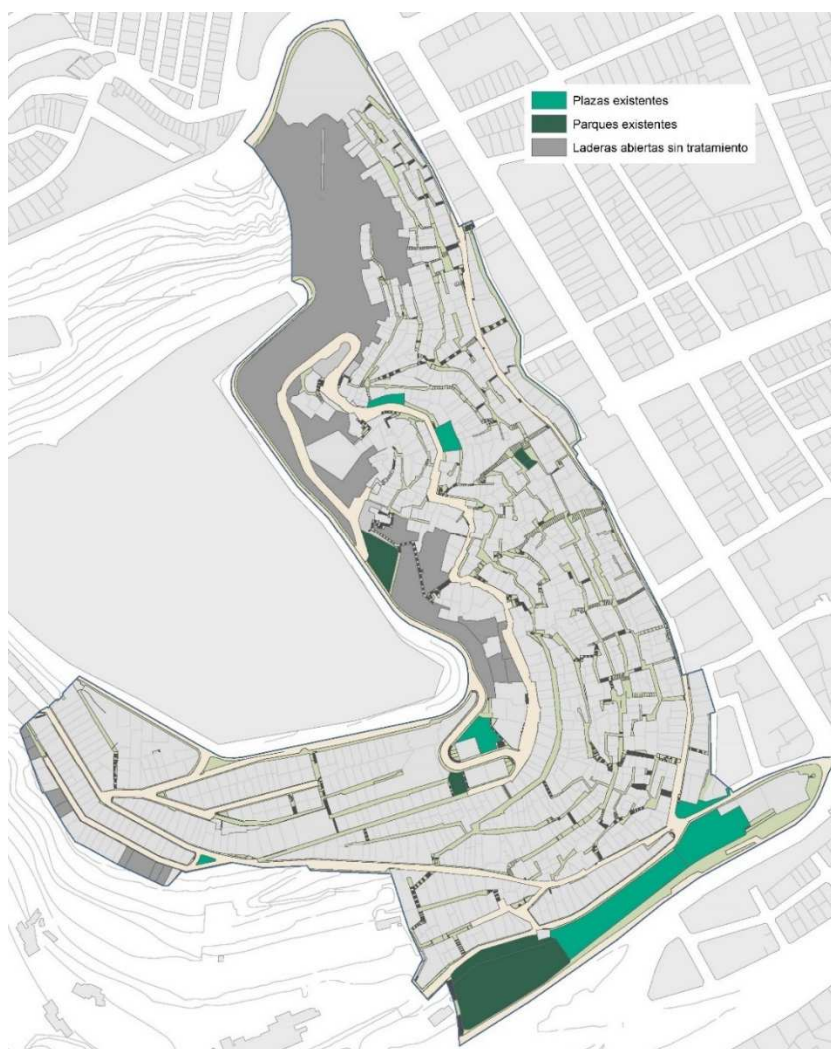 Plazas existentes
Parques existentes
Laderas abiertas sin tratamiento